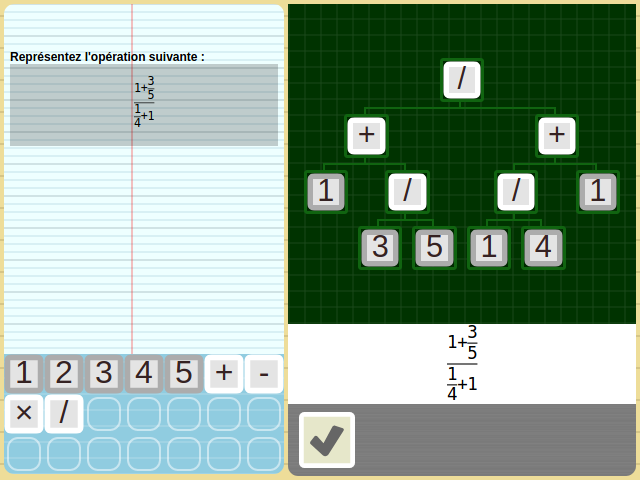 Représentez l'opération suivante :
1+3/5
1/4+1
/
+ +
1 / / 1
3 5 1 4
1+3/5
1/4+1
1 2 3 4 5 + -
× /